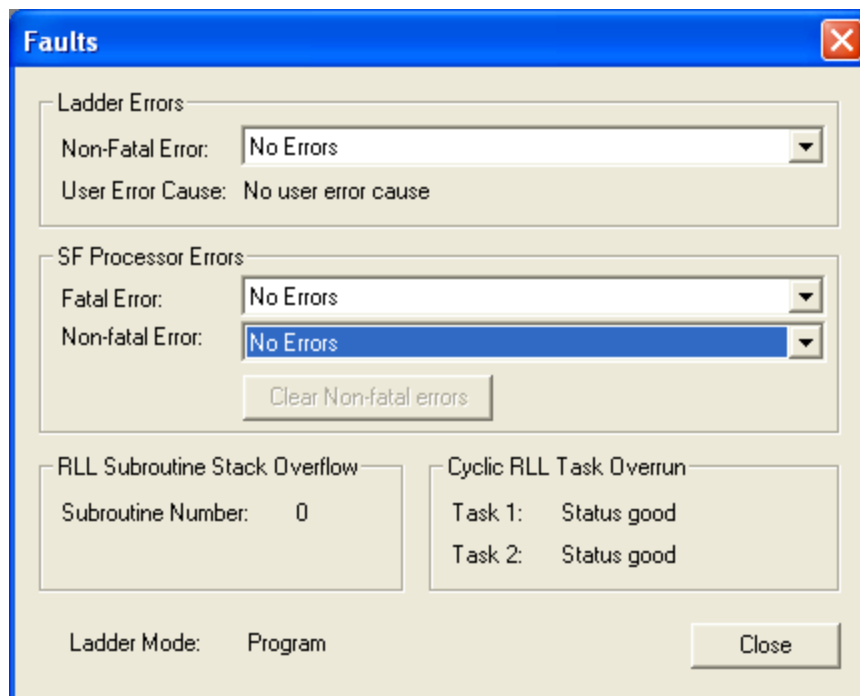 Faults
Ladder Errors
Non-Fatal Error: No Errors
User Error Cause: No user error cause
SF Processor Errors
Fatal Error: No Errors
Non-fatal Error: No Errors
Clear Non-fatal errors
RLL Subroutine Stack Overflow
Subroutine Number: 0
Cyclic RLL Task Overrun
Task 1: Status good
Task 2: Status good
Ladder Mode: Program
Close